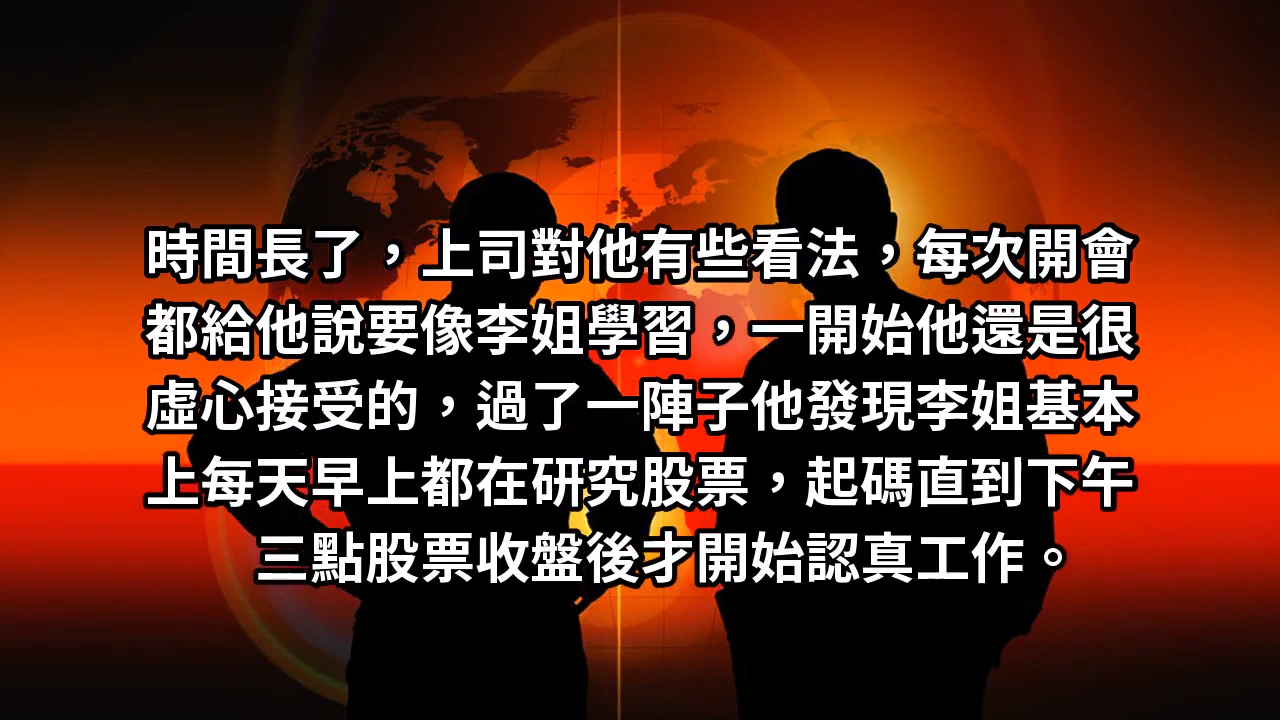 時間長了，上司對他有些看法，每次開會
都給他說要像李姐學習，一開始他還是很
虛心接受的，過了一陣子他發現李姐基本
上每天早上都在研究股票，起碼直到下午
三點股票收盤後才開始認真工作。